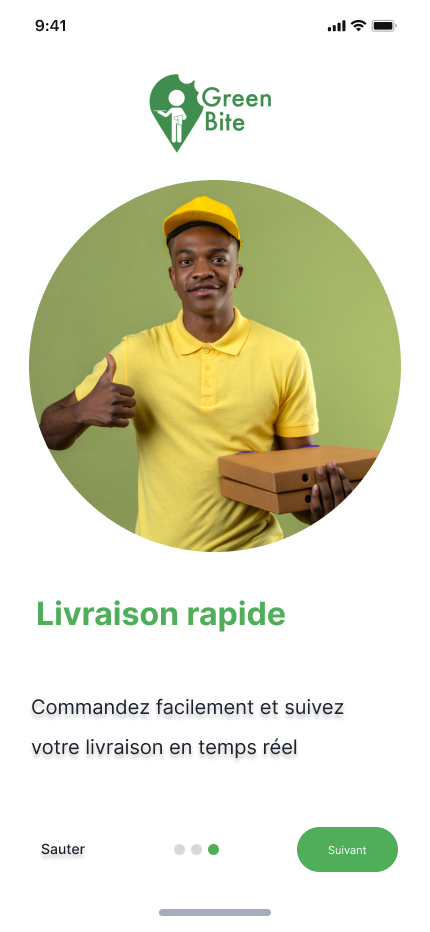 9:41
Green
Bite
Livraison rapide
Commandez facilement et suivez
votre livraison en temps réel
Sauter
Suivant